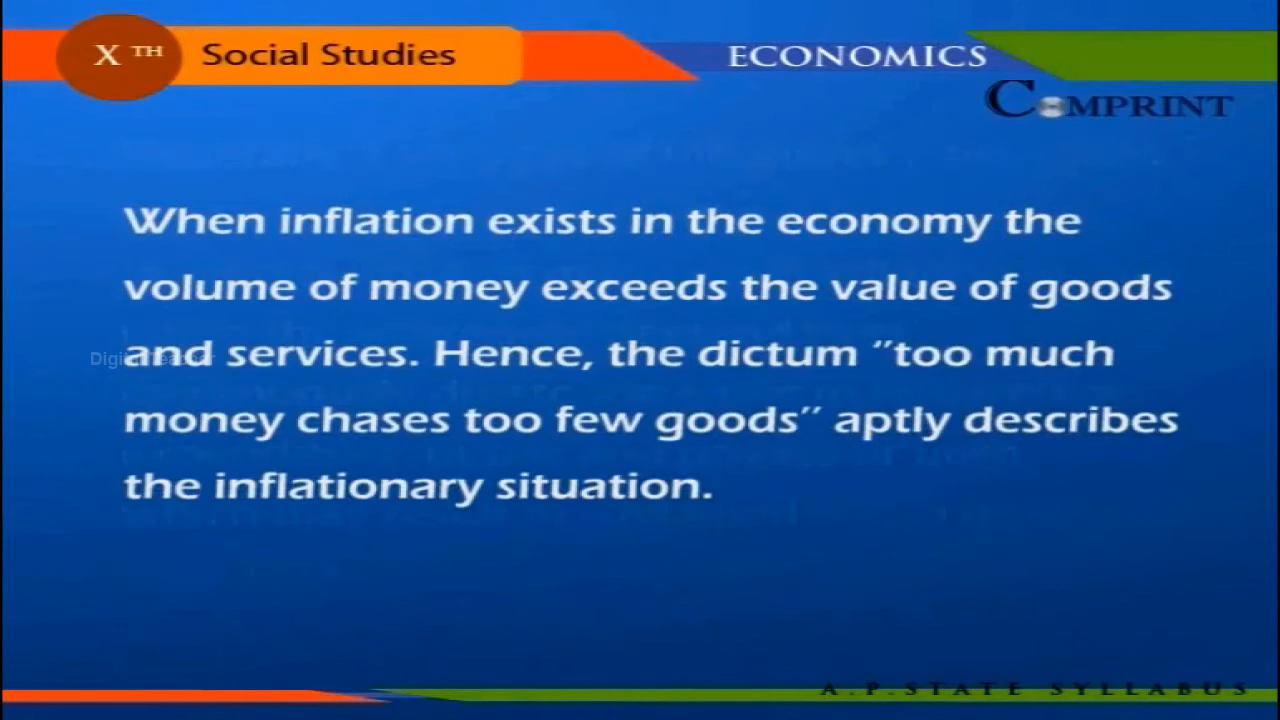 X TH Social Studies ECONOMICS
COMPRINT
When inflation exists in the economy the
volume of money exceeds the value of goods
and services. Hence, the dictum “too much
money chases too few goods” aptly describes
the inflationary situation.
Digital Teacher
A.P.STATE SYLLABUS